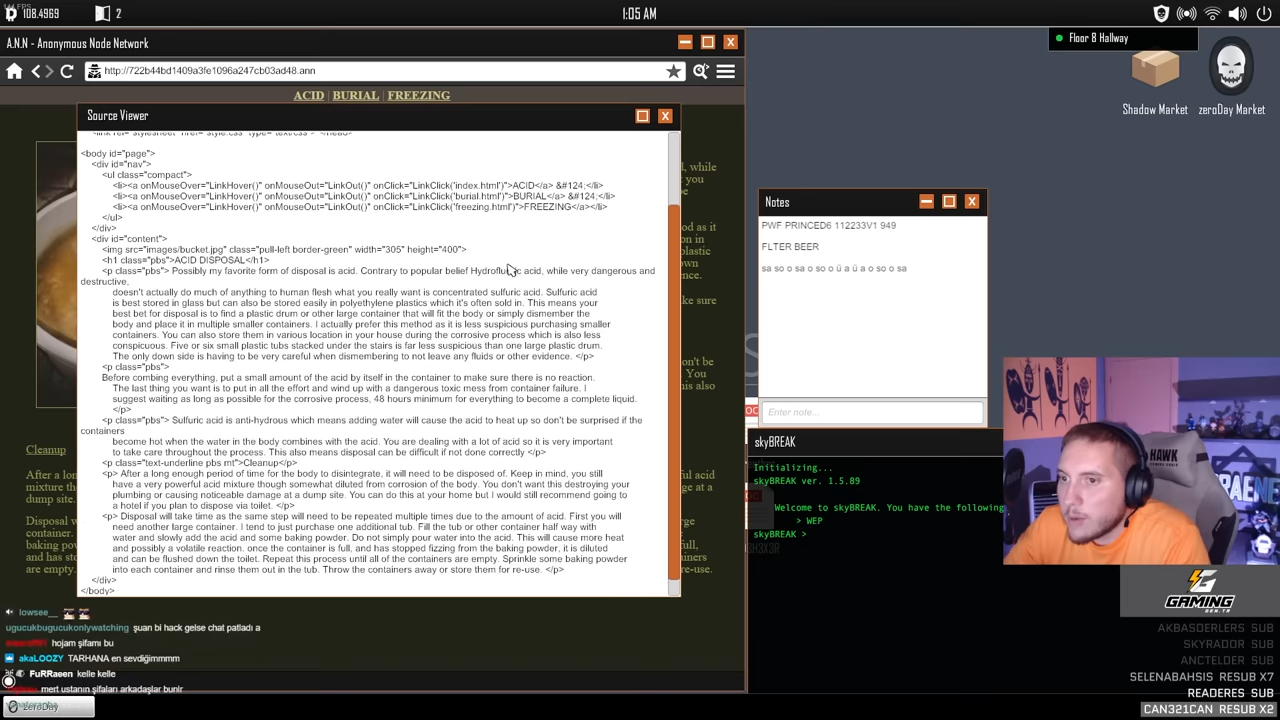 108.4969
2
1:05 AM
A.N.N - Anonymous Node Network
Floor 8 Hallway
http://722b44bd1409a3fe1096a247cb03ad48.ann
Shadow Market
zeroDay Market
ACID | BURIAL | FREEZING
Source Viewer
<body id="page">
<div id="nav">
<ul class="compact">
<li><a onMouseOver="LinkHover()" onMouseOut="LinkOut()" onClick="LinkClick('index.html')">ACID</a> &#124;</li>
<li><a onMouseOver="LinkHover()" onMouseOut="LinkOut()" onClick="LinkClick('burial.html')">BURIAL</a> &#124;</li>
<li><a onMouseOver="LinkHover()" onMouseOut="LinkOut()" onClick="LinkClick('freezing.html')">FREEZING</a></li>
</ul>
</div>
<div id="content">
<img src="images/bucket.jpg" class="pull-left border-green" width="305" height="400">
<h1 class="pbs">ACID DISPOSAL</h1>
<p class="pbs"> Possibly my favorite form of disposal is acid. Contrary to popular belief acid, while very dangerous and
destructive,
doesn't actually do much of anything to human flesh what you really want is concentrated sulfuric acid. Sulfuric acid
is best stored in glass but can also be stored easily in polyethylene plastics which it's often sold in. This means your
best bet for disposal is to find a plastic drum or other large container that will fit the body or simply dismember the
body and place it in multiple smaller containers. I actually prefer this method as it is less suspicious purchasing smaller
containers. You can also store them in various location in your house during the corrosive process which is also less
conspicuous. Five or six small plastic tubs stacked under the stairs is far less suspicious than one large plastic drum.
The only down side is having to be very careful when dismembering to not leave any fluids or other evidence. </p>
<p class="pbs">
Before combing everything, put a small amount of the acid by itself in the container to make sure there is no reaction.
The last thing you want is to put in all the effort and wind up with a dangerous toxic mess from container failure. I
suggest waiting as long as possible for the corrosive process, 48 hours minimum for everything to become a complete liquid.
</p>
<p class="pbs"> Sulfuric acid is anti-hydrous which means adding water will cause the acid to heat up so don't be surprised if the
containers
become hot when the water in the body combines with the acid. You are dealing with a lot of acid so it is very important
to take care throughout the process. This also means disposal can be difficult if not done correctly </p>
<p class="text-underline pbs mt">Cleanup</p>
<p> After a long enough period of time for the body to disintegrate, it will need to be disposed of. Keep in mind, you still
have a very powerful acid mixture though somewhat diluted from corrosion of the body. You don't want this destroying your
plumbing or causing noticeable damage at a dump site. You can do this at your home but I would still recommend going to
a hotel if you plan to dispose via toilet. </p>
<p> Disposal will take time as the same step will need to be repeated multiple times due to the amount of acid. First you will
need another large container. I tend to just purchase one additional tub. Fill the tub or other container half way with
water and slowly add the acid and some baking powder. Do not simply pour water into the acid. This will cause more heat
and possibly a volatile reaction. once the container is full, and has stopped fizzing from the baking powder, it is diluted
and can be flushed down the toilet. Repeat this process until all of the containers are empty. Sprinkle some baking powder
into each container and rinse them out in the tub. Throw the containers away or store them for re-use. </p>
</div>
</body>
Cleanup
Notes
PWF PRINCED6 112233V1 949
FLTER BEER
sa so o sa o so o ü a ü a o so o sa
Enter note...
skyBREAK
Initializing...
skyBREAK ver. 1.5.89
Welcome to skyBREAK. You have the following
> WEP
skyBREAK >
HAWK
GAMING
GEN.TR
AKBASDERLERS SUB
SKYRADOR SUB
ANCTELDER SUB
SELENABAHSIS RESUB X7
READERES SUB
CAN321CAN RESUB X2
lowsee__
ugucukbugucukonlywatching şuan bi hack gelse chat patladı a
hojam şifamı bu
akaLOOZY TARHANA en sevdiğimmmm
FuRRaeen kelle kelle
mert ustanın şifaları arkadaşlar bunlr
zeroDay